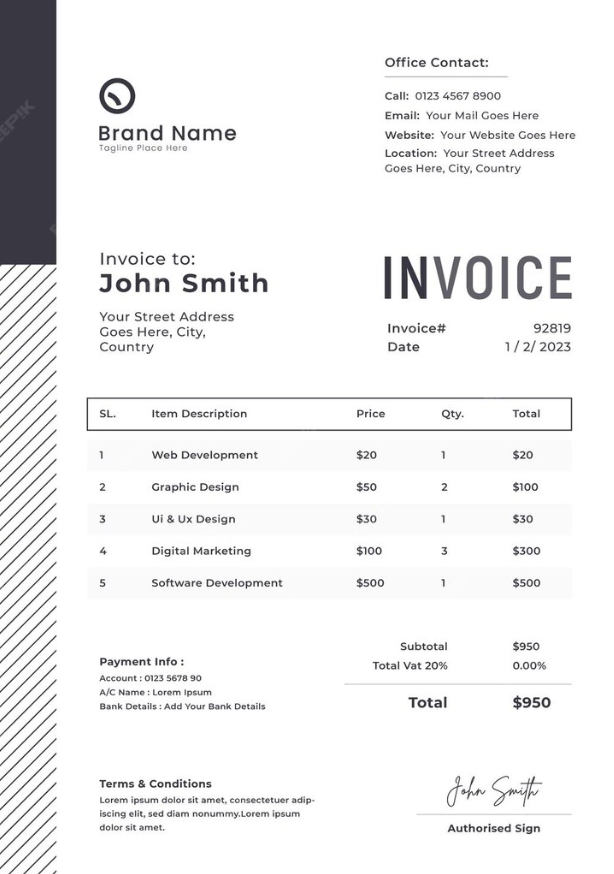 Office Contact:
Call: 0123 4567 8900
Email: Your Mail Goes Here
Website: Your Website Goes Here
Location: Your Street Address
Goes Here, City, Country
Brand Name
Tagline Place Here
Invoice to:
John Smith
Your Street Address
Goes Here, City,
Country
INVOICE
Invoice# 92819
Date 1 / 2/ 2023
SL. Item Description Price Qty. Total
1 Web Development $20 1 $20
2 Graphic Design $50 2 $100
3 Ui & Ux Design $30 1 $30
4 Digital Marketing $100 3 $300
5 Software Development $500 1 $500
Subtotal $950
Total Vat 20% 0.00%
Total $950
Payment Info :
Account : 0123 5678 90
A/C Name : Lorem Ipsum
Bank Details : Add Your Bank Details
Terms & Conditions
Lorem ipsum dolor sit amet, consectetuer adip-
iscing elit, sed diam nonummy.Lorem ipsum
dolor sit amet.
John Smith
Authorised Sign